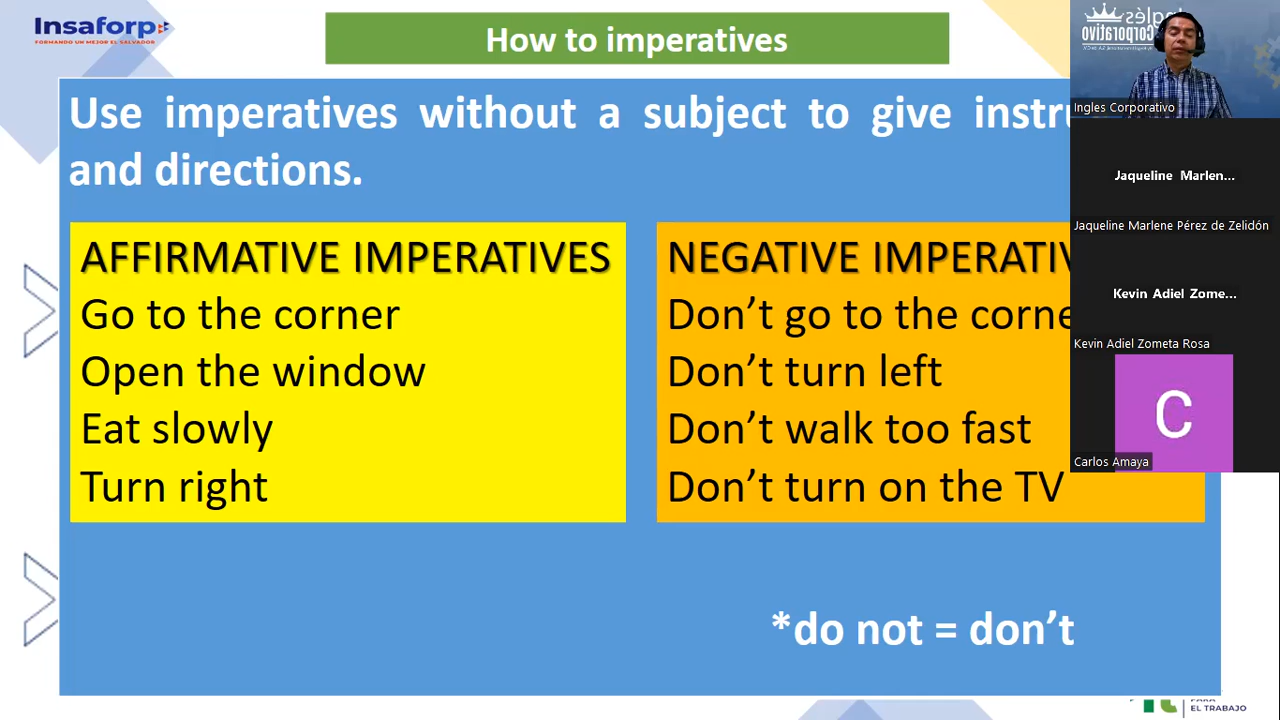 Insaforp
FORMANDO UN MEJOR EL SALVADOR
How to imperatives
Use imperatives without a subject to give
and directions.
AFFIRMATIVE IMPERATIVES
Go to the corner
Open the window
Eat slowly
Turn right
NEGATIVE
Don’t go to the
Don’t turn left
Don’t walk too fast
Don’t turn on the TV
*do not = don’t
Inglés
Corporativo
Ingles Corporativo
Jaqueline Marlen...
Jaqueline Marlene Pérez de Zelidón
Kevin Adiel Zome...
Kevin Adiel Zometa Rosa
C
Carlos Amaya
EL TRABAJO